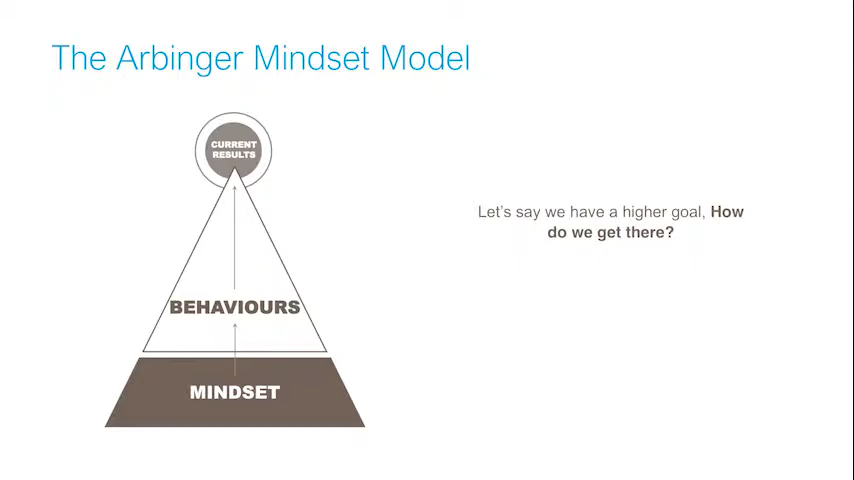 The Arbinger Mindset Model
CURRENT
RESULTS
Let's say we have a higher goal, How
do we get there?
BEHAVIOURS
MINDSET